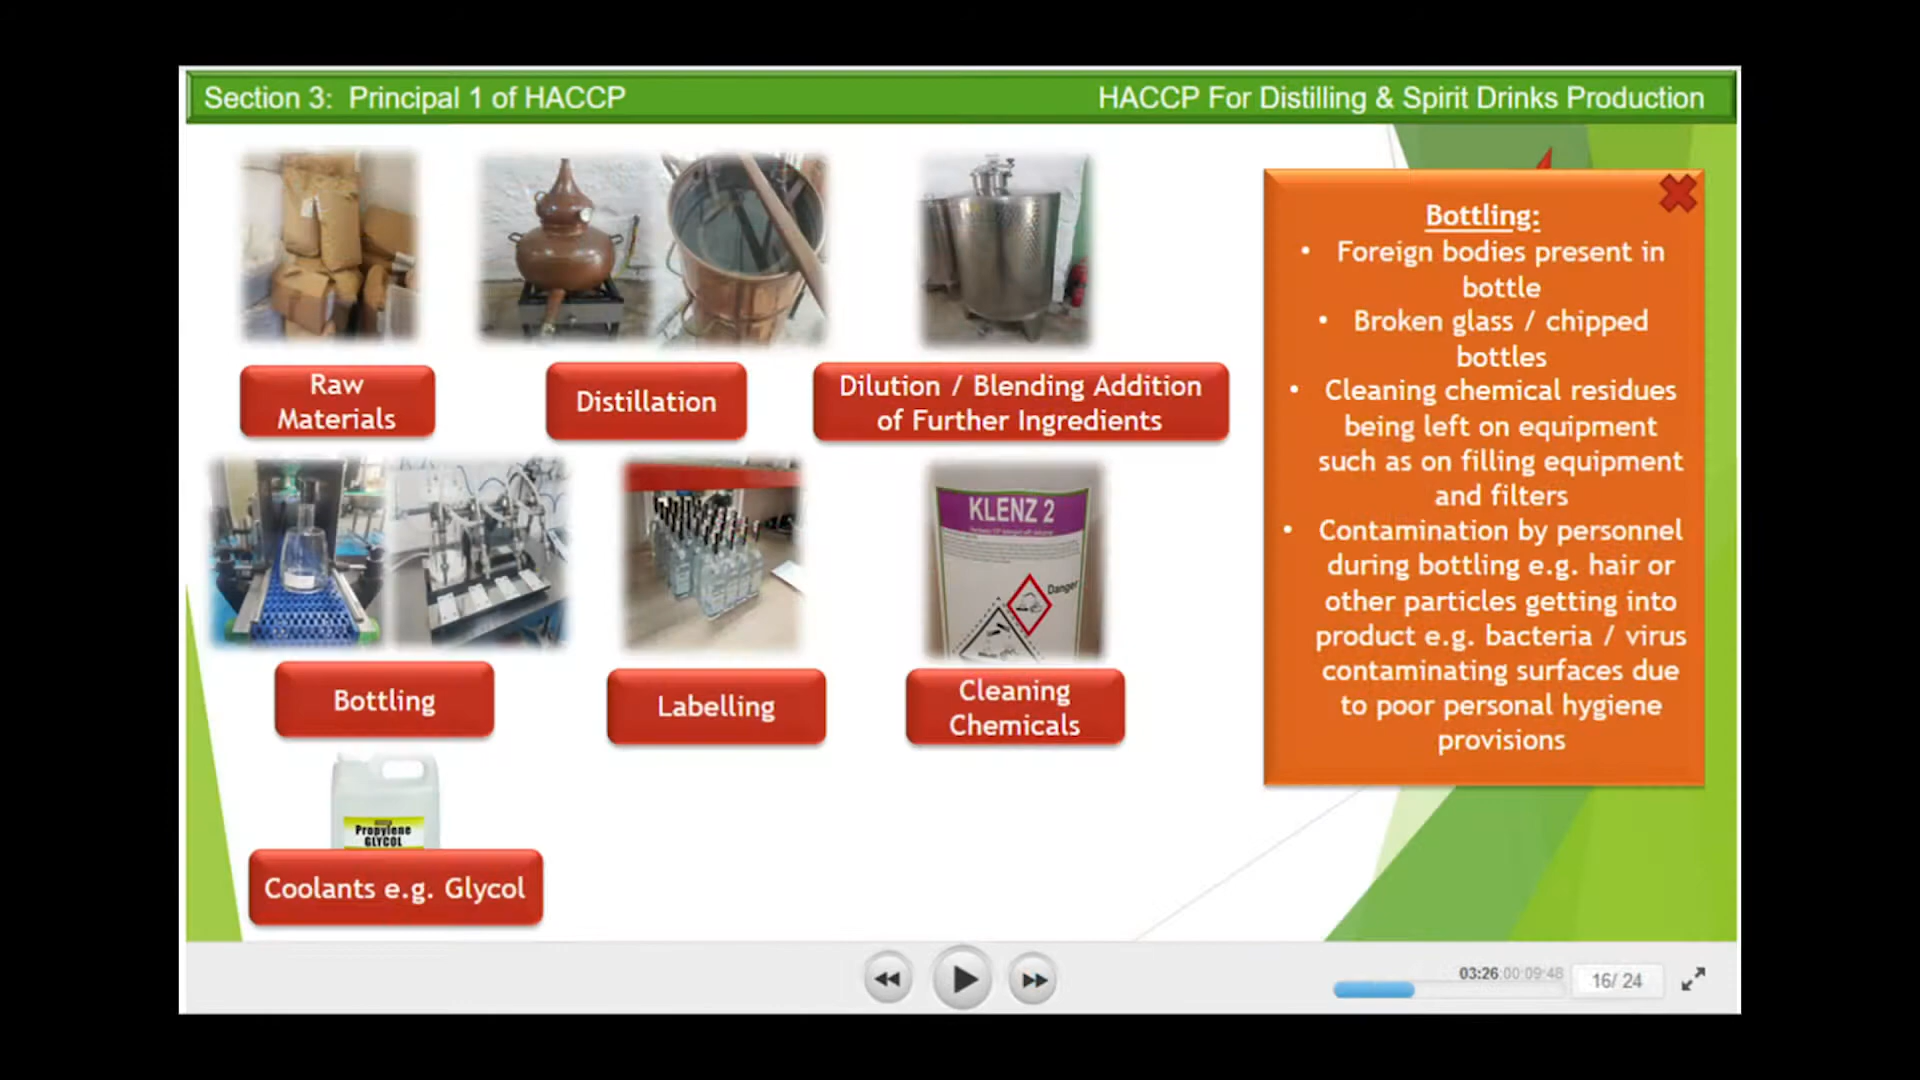 Section 3: Principal 1 of HACCP
HACCP For Distilling & Spirit Drinks Production
Raw
Materials
Distillation
Dilution / Blending Addition
of Further Ingredients
KLENZ 2
Danger
Bottling
Labelling
Cleaning
Chemicals
Propylene
GLYCOL
Coolants e.g. Glycol
Bottling:
• Foreign bodies present in
bottle
• Broken glass / chipped
bottles
• Cleaning chemical residues
being left on equipment
such as on filling equipment
and filters
• Contamination by personnel
during bottling e.g. hair or
other particles getting into
product e.g. bacteria / virus
contaminating surfaces due
to poor personal hygiene
provisions
03:26 00:09:48
16/ 24